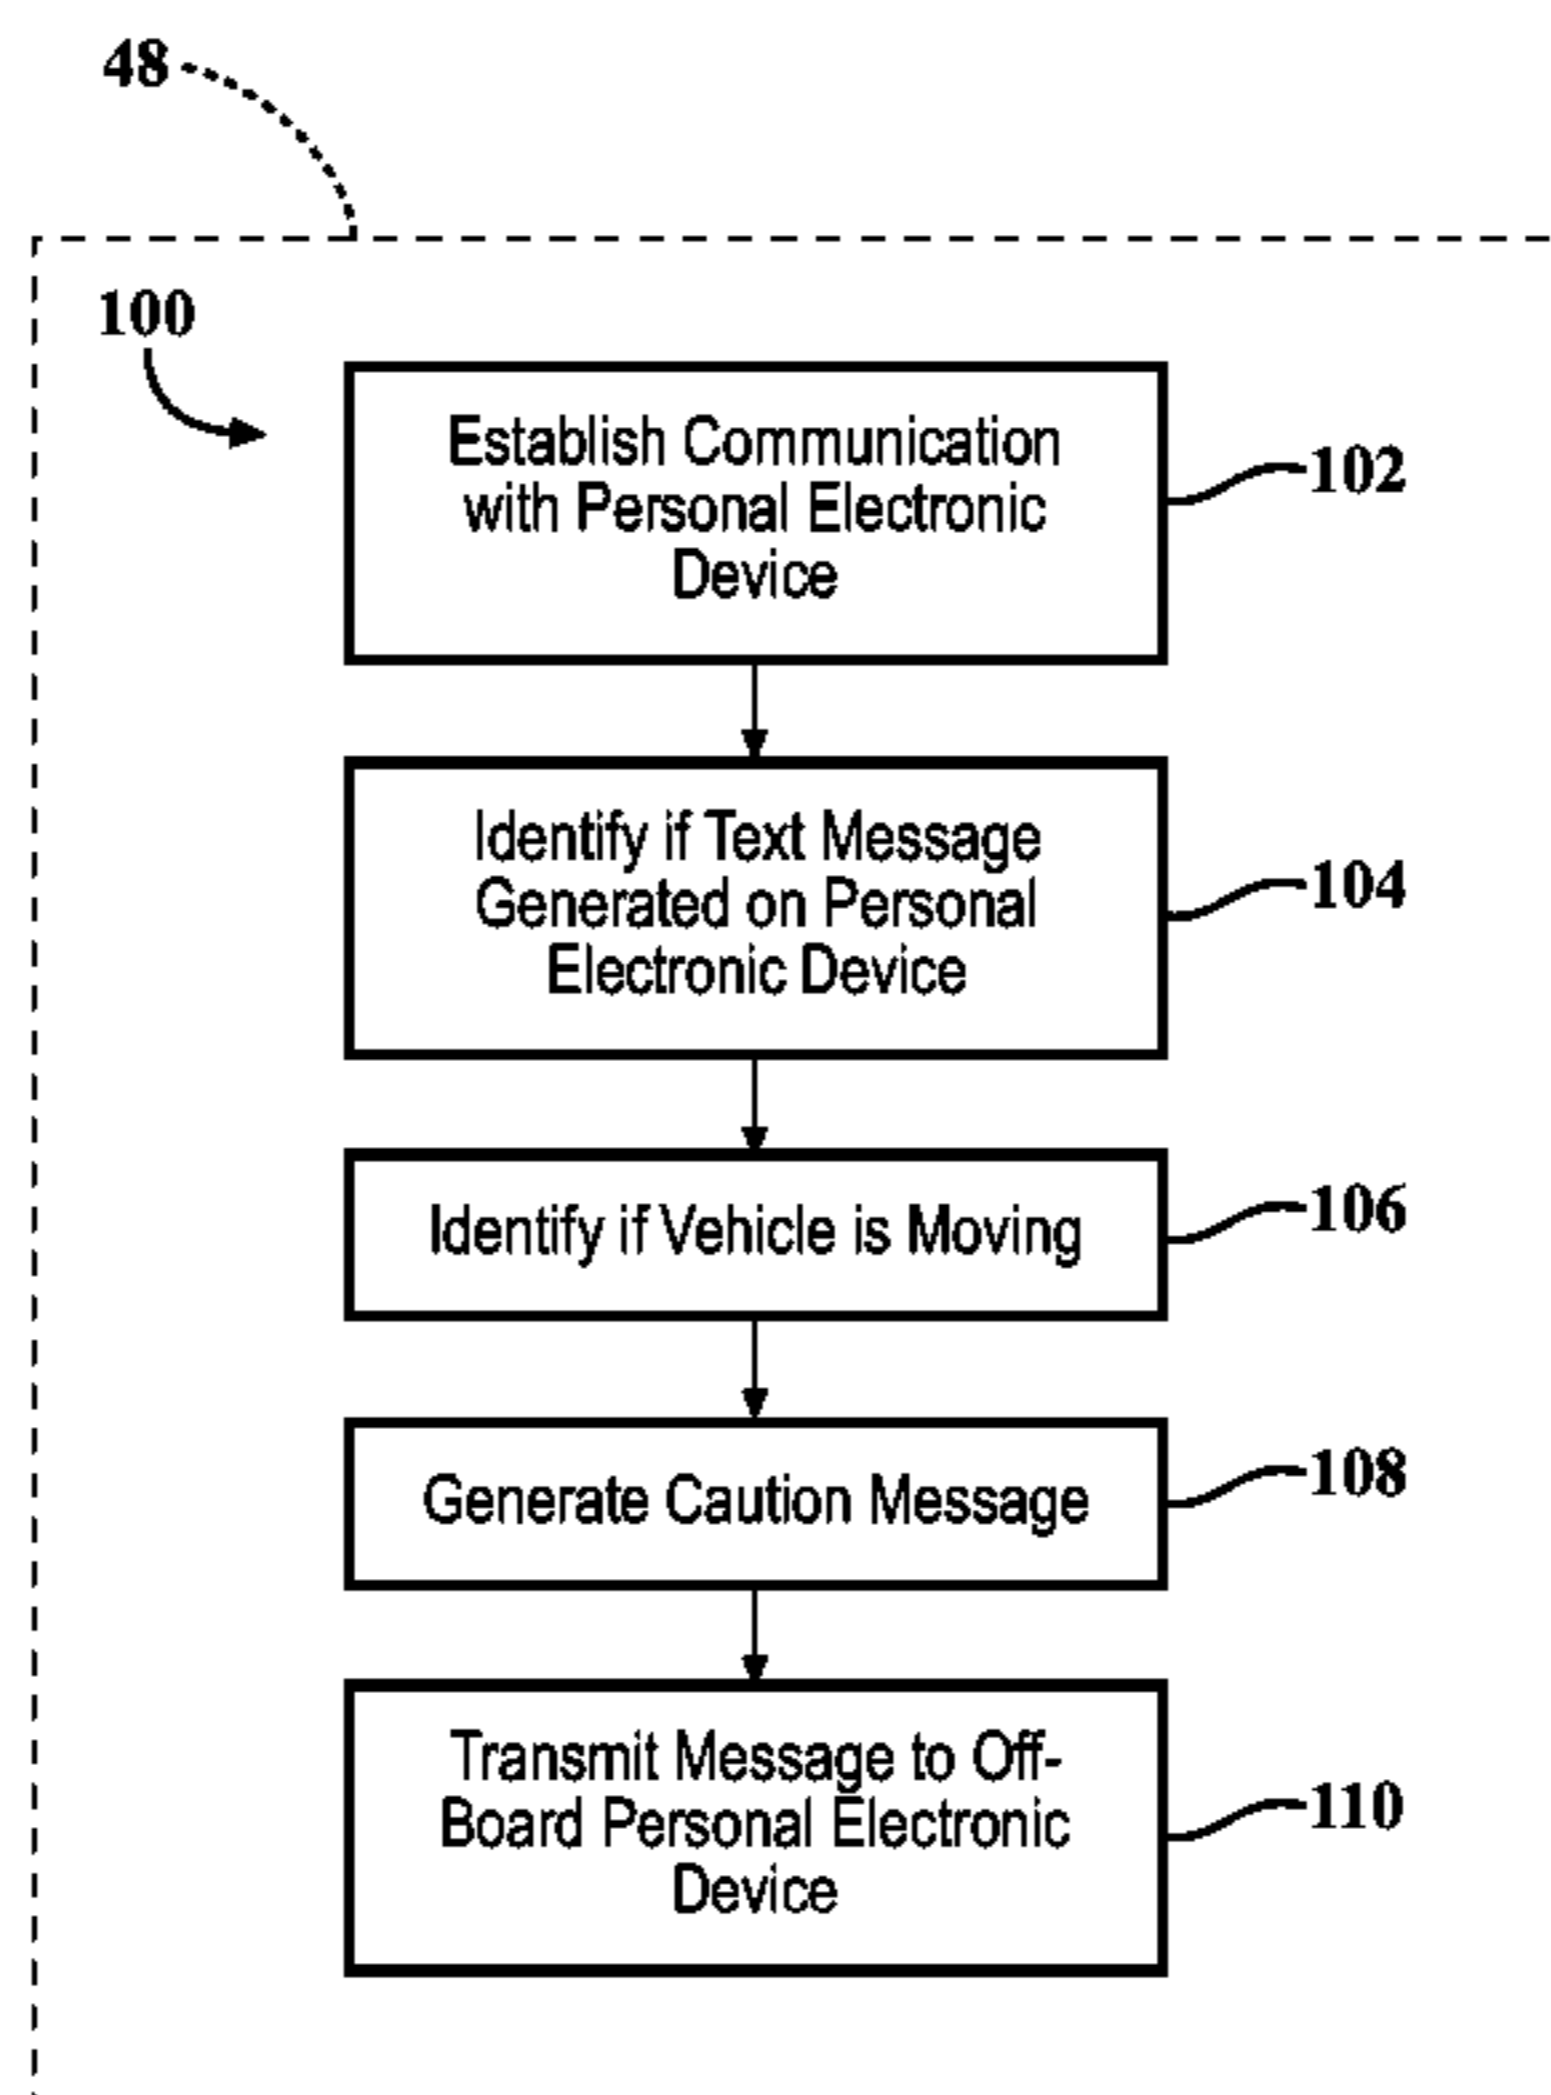 48
100
Establish Communication
with Personal Electronic
Device
102
Identify if Text Message
Generated on Personal
Electronic Device
104
Identify if Vehicle is Moving
106
Generate Caution Message
108
Transmit Message to Off-
Board Personal Electronic
Device
110